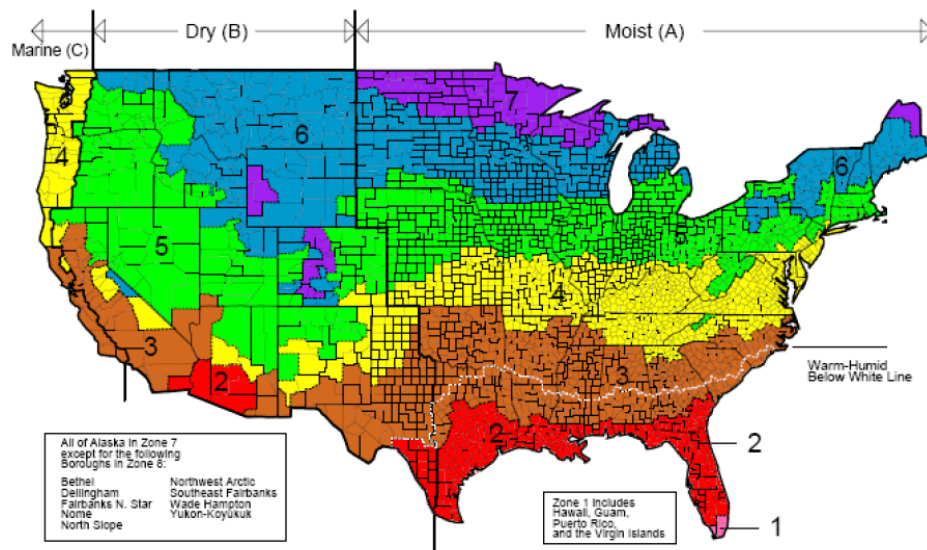 Marine (C)
Dry (B)
Moist (A)
7
6
6
4
5
5
4
3
3
2
2
Warm-Humid
Below White Line
2
1
All of Alaska in Zone 7
except for the following
Boroughs in Zone 8:
Bethel
Dellingham
Fairbanks N. Star
Nome
North Slope
Northwest Arctic
Southeast Fairbanks
Wade Hampton
Yukon-Koyukuk
Zone 1 includes
Hawaii, Guam,
Puerto Rico,
and the Virgin Islands